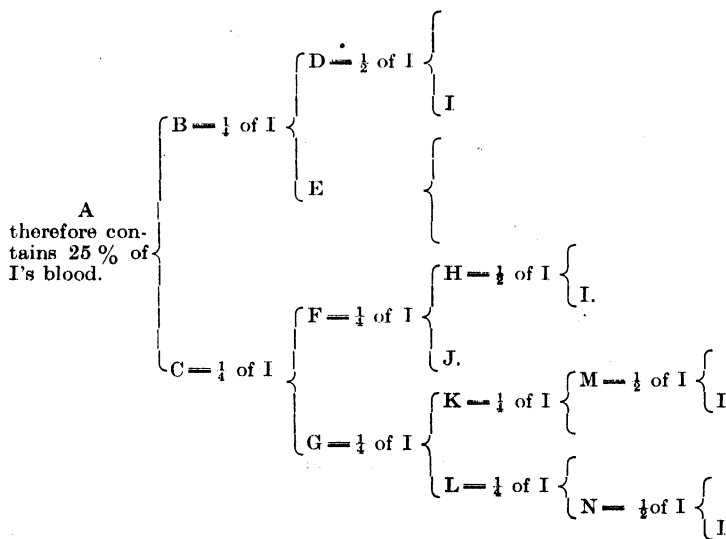 D = ½ of I
I
B = ¼ of I
E
A
therefore con-
tains 25 % of
I's blood.
H = ½ of I
I.
F = ¼ of I
J.
C = ¼ of I
M = ½ of I
I
K = ¼ of I
G = ¼ of I
L = ¼ of I
N = ½ of I
I